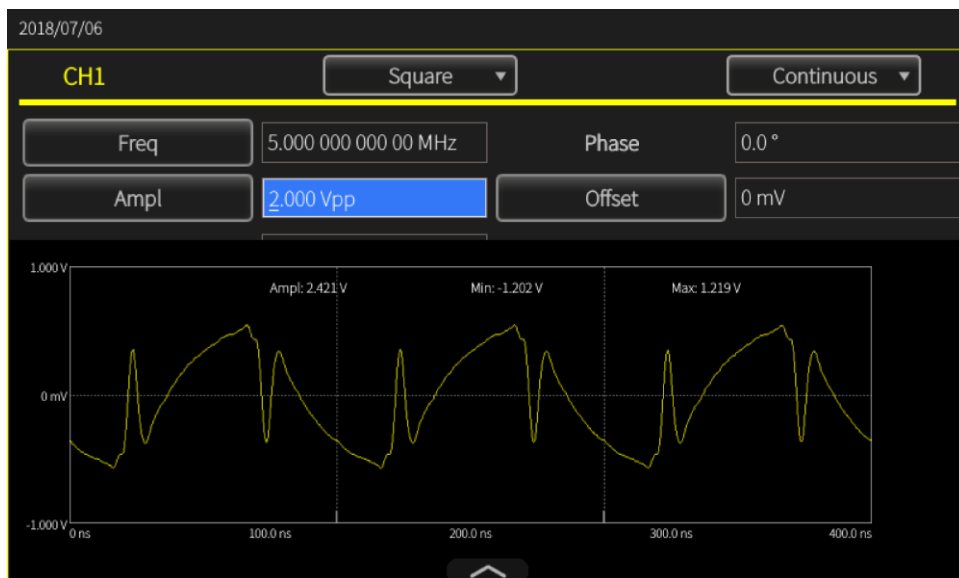 2018/07/06
CH1 Square Continuous
Freq 5.000 000 000 00 MHz Phase 0.0 °
Ampl 2.000 Vpp Offset 0 mV
1.000 V
Ampl: 2.421 V Min: -1.202 V Max: 1.219 V
0 mV
-1.000 V
0 ns 100.0 ns 200.0 ns 300.0 ns 400.0 ns